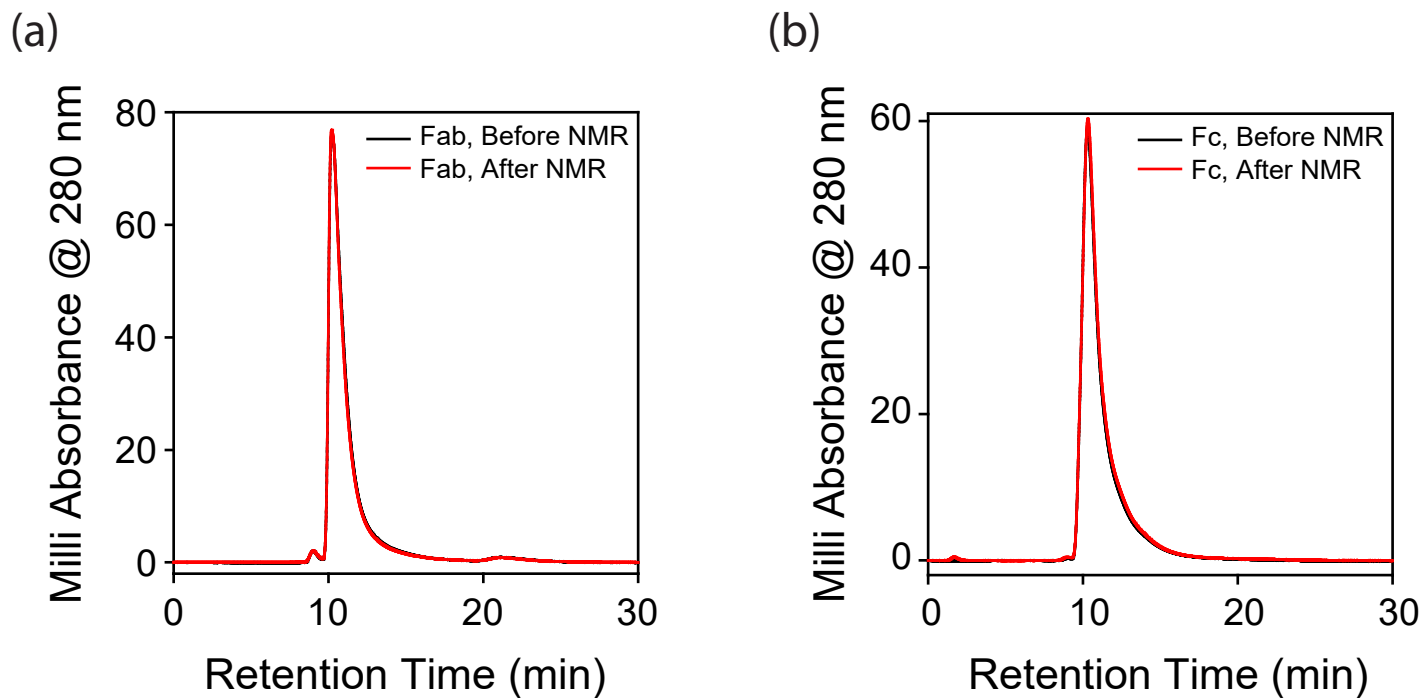 (a)
Milli Absorbance @ 280 nm
80
60
40
20
0
0 10 20 30
Retention Time (min)
Fab, Before NMR
Fab, After NMR
(b)
Milli Absorbance @ 280 nm
60
40
20
0
0 10 20 30
Retention Time (min)
Fc, Before NMR
Fc, After NMR